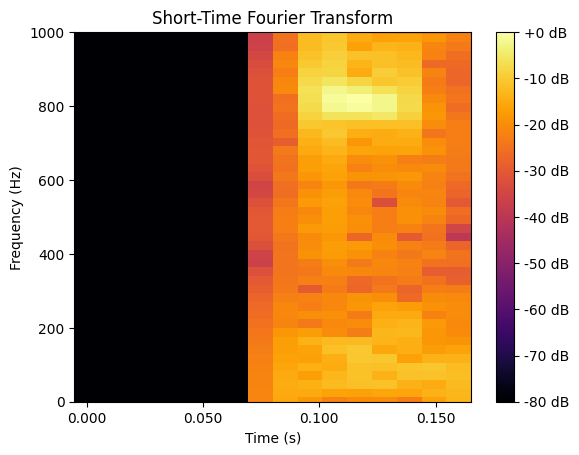 Short-Time Fourier Transform
1000
800
600
400
200
0
Frequency (Hz)
0.000
0.050
0.100
0.150
Time (s)
+0 dB
-10 dB
-20 dB
-30 dB
-40 dB
-50 dB
-60 dB
-70 dB
-80 dB